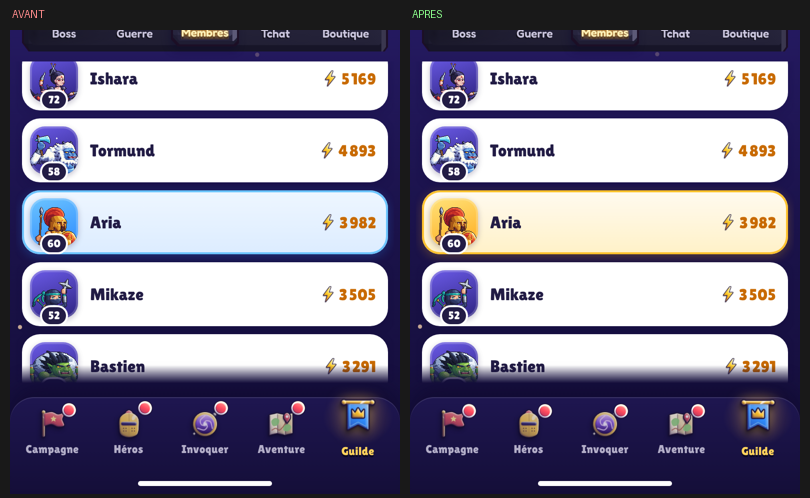 AVANT
APRES
Boss Guerre Membres Tchat Boutique
Ishara 5169
72
Tormund 4893
58
Aria 3982
60
Mikaze 3505
52
Bastien 3291
Campagne Héros Invoquer Aventure Guilde
Boss Guerre Membres Tchat Boutique
Ishara 5169
72
Tormund 4893
58
Aria 3982
60
Mikaze 3505
52
Bastien 3291
Campagne Héros Invoquer Aventure Guilde